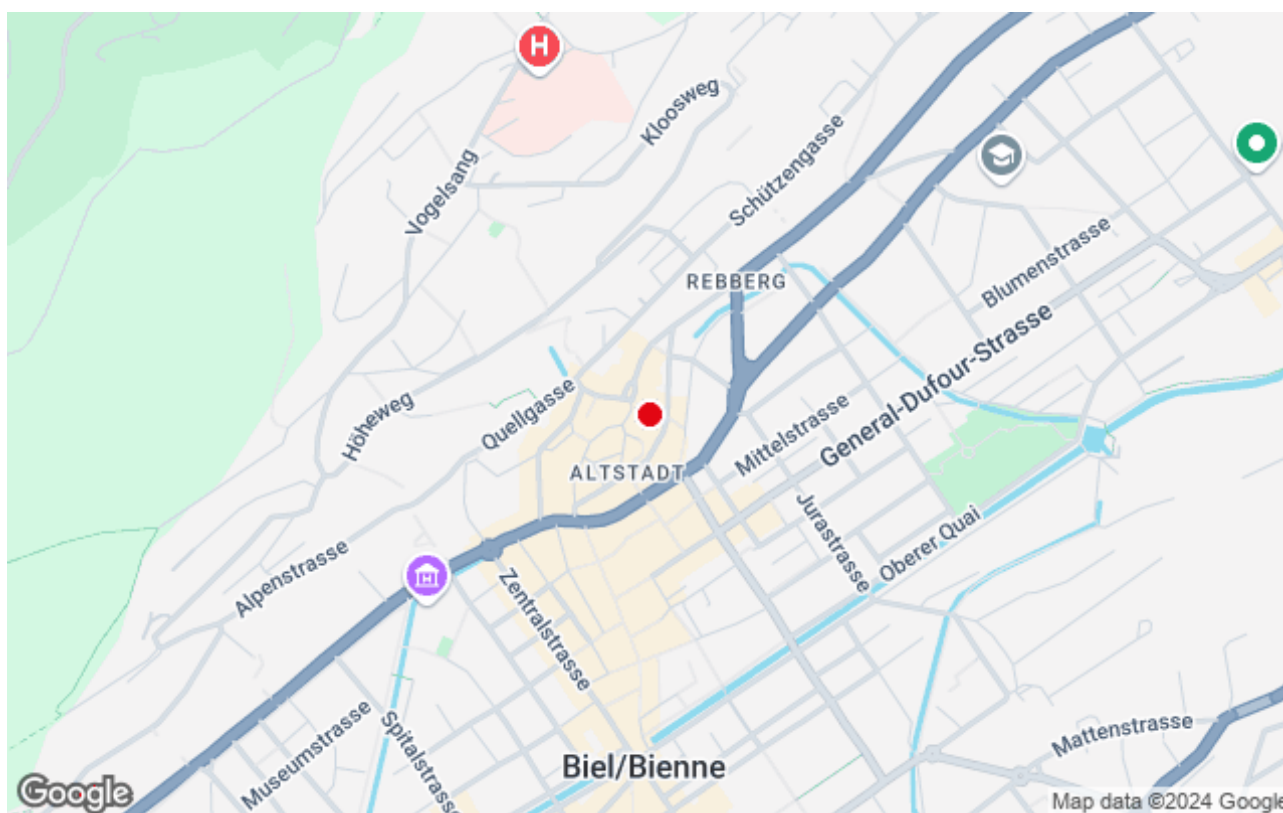 H
Kloosweg
Schützengasse
Vogelsang
REBBERG
Blumenstrasse
General-Dufour-Strasse
Quellgasse
Höheweg
Mittelstrasse
ALTSTADT
Jurastrasse
Oberer Quai
Alpenstrasse
H
Zentralstrasse
Museumstrasse
Spitalstrasse
Mattenstrasse
Biel/Bienne
Google
Map data ©2024 Google